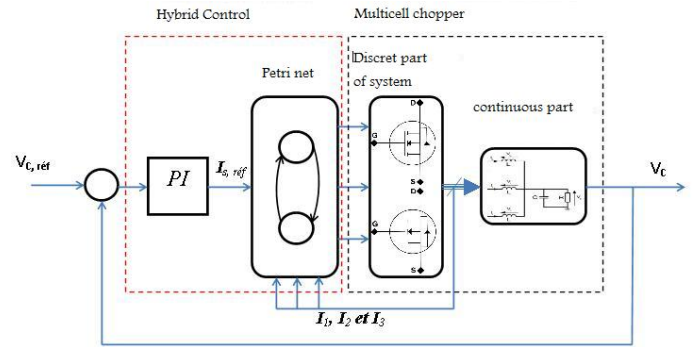 Hybrid Control
Multicell chopper
Petri net
Discret part
of system
continuous part
D
G
S
D
G
S
V_C, réf
PI
I_s, réf
V_C
C
I_1, I_2 et I_3